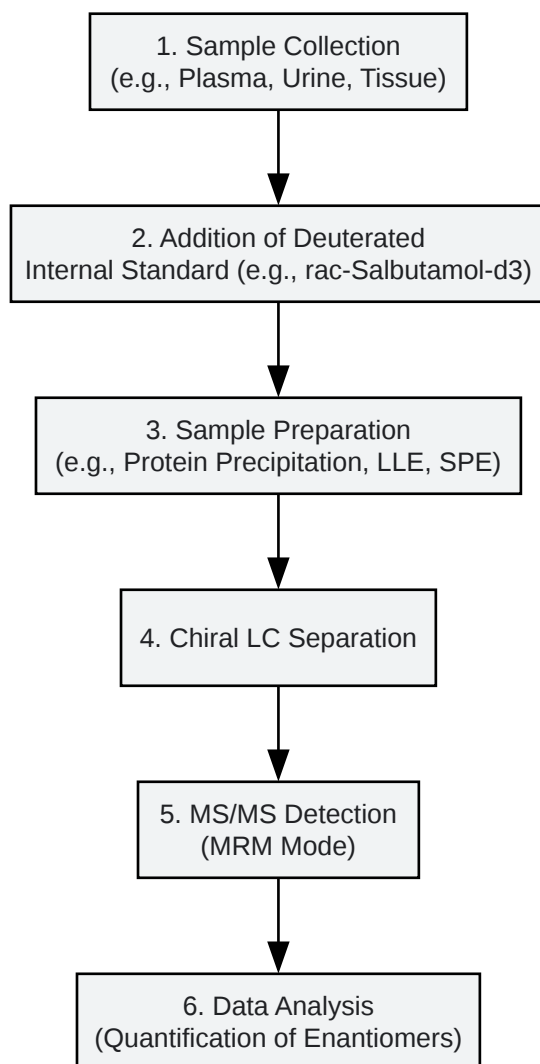 1. Sample Collection
(e.g., Plasma, Urine, Tissue)
2. Addition of Deuterated
Internal Standard (e.g., rac-Salbutamol-d3)
3. Sample Preparation
(e.g., Protein Precipitation, LLE, SPE)
4. Chiral LC Separation
5. MS/MS Detection
(MRM Mode)
6. Data Analysis
(Quantification of Enantiomers)